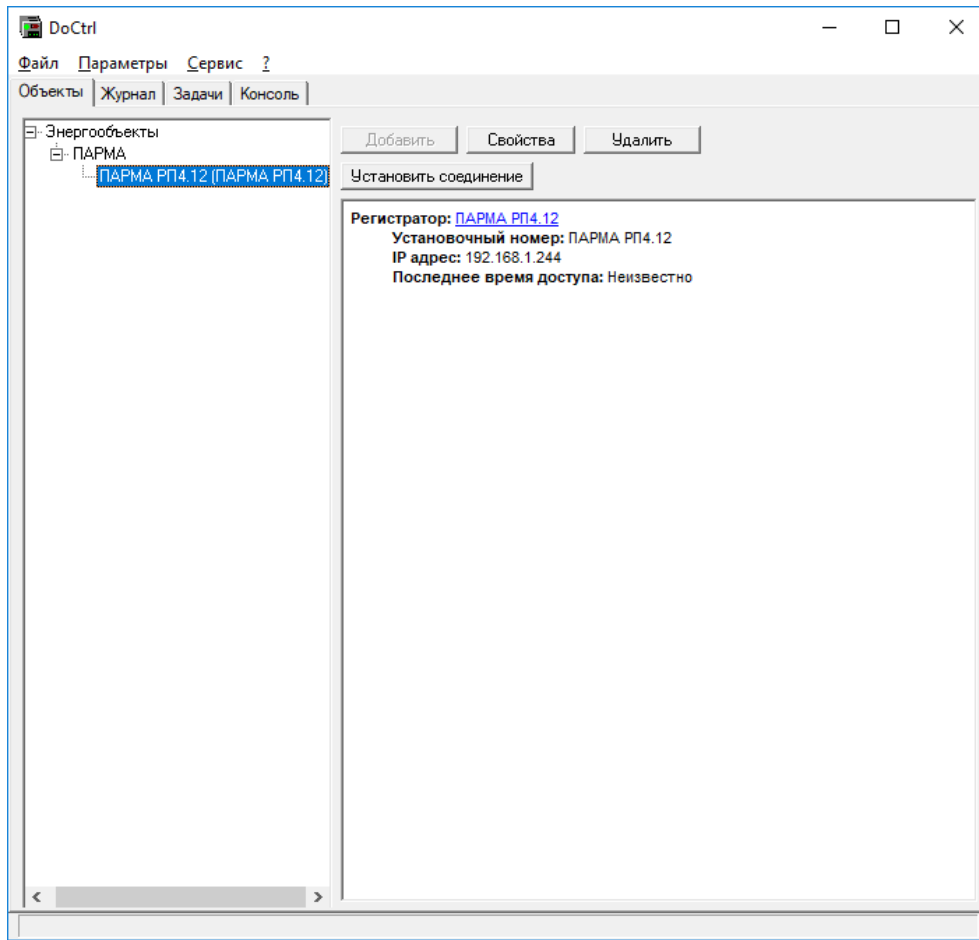 DoCtrl
Файл Параметры Сервис ?
Объекты Журнал Задачи Консоль
Энергообъекты
ПАРМА
ПАРМА РП4.12 (ПАРМА РП4.12)
Добавить Свойства Удалить
Установить соединение
Регистратор: ПАРМА РП4.12
Установочный номер: ПАРМА РП4.12
IP адрес: 192.168.1.244
Последнее время доступа: Неизвестно